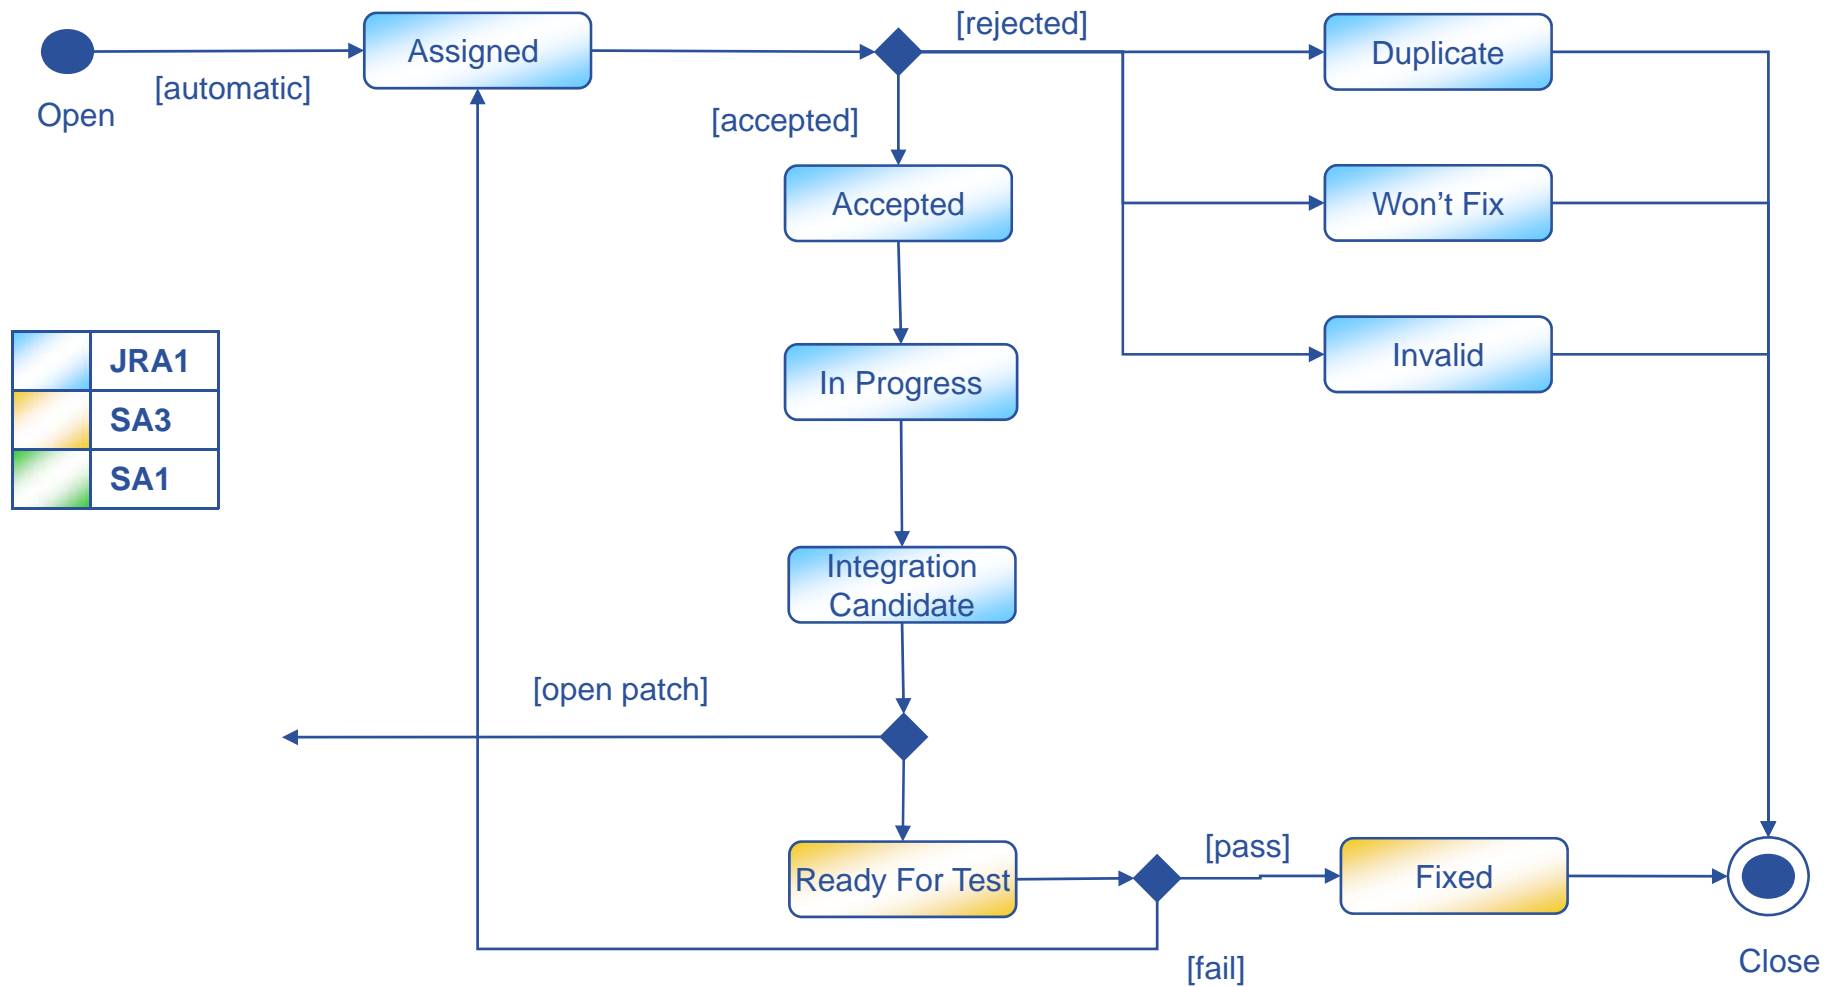 [rejected]
Assigned
Duplicate
[automatic]
Open
[accepted]
Accepted
Won’t Fix
JRA1
SA3
SA1
In Progress
Invalid
Integration
Candidate
[open patch]
Ready For Test
[pass]
Fixed
[fail]
Close